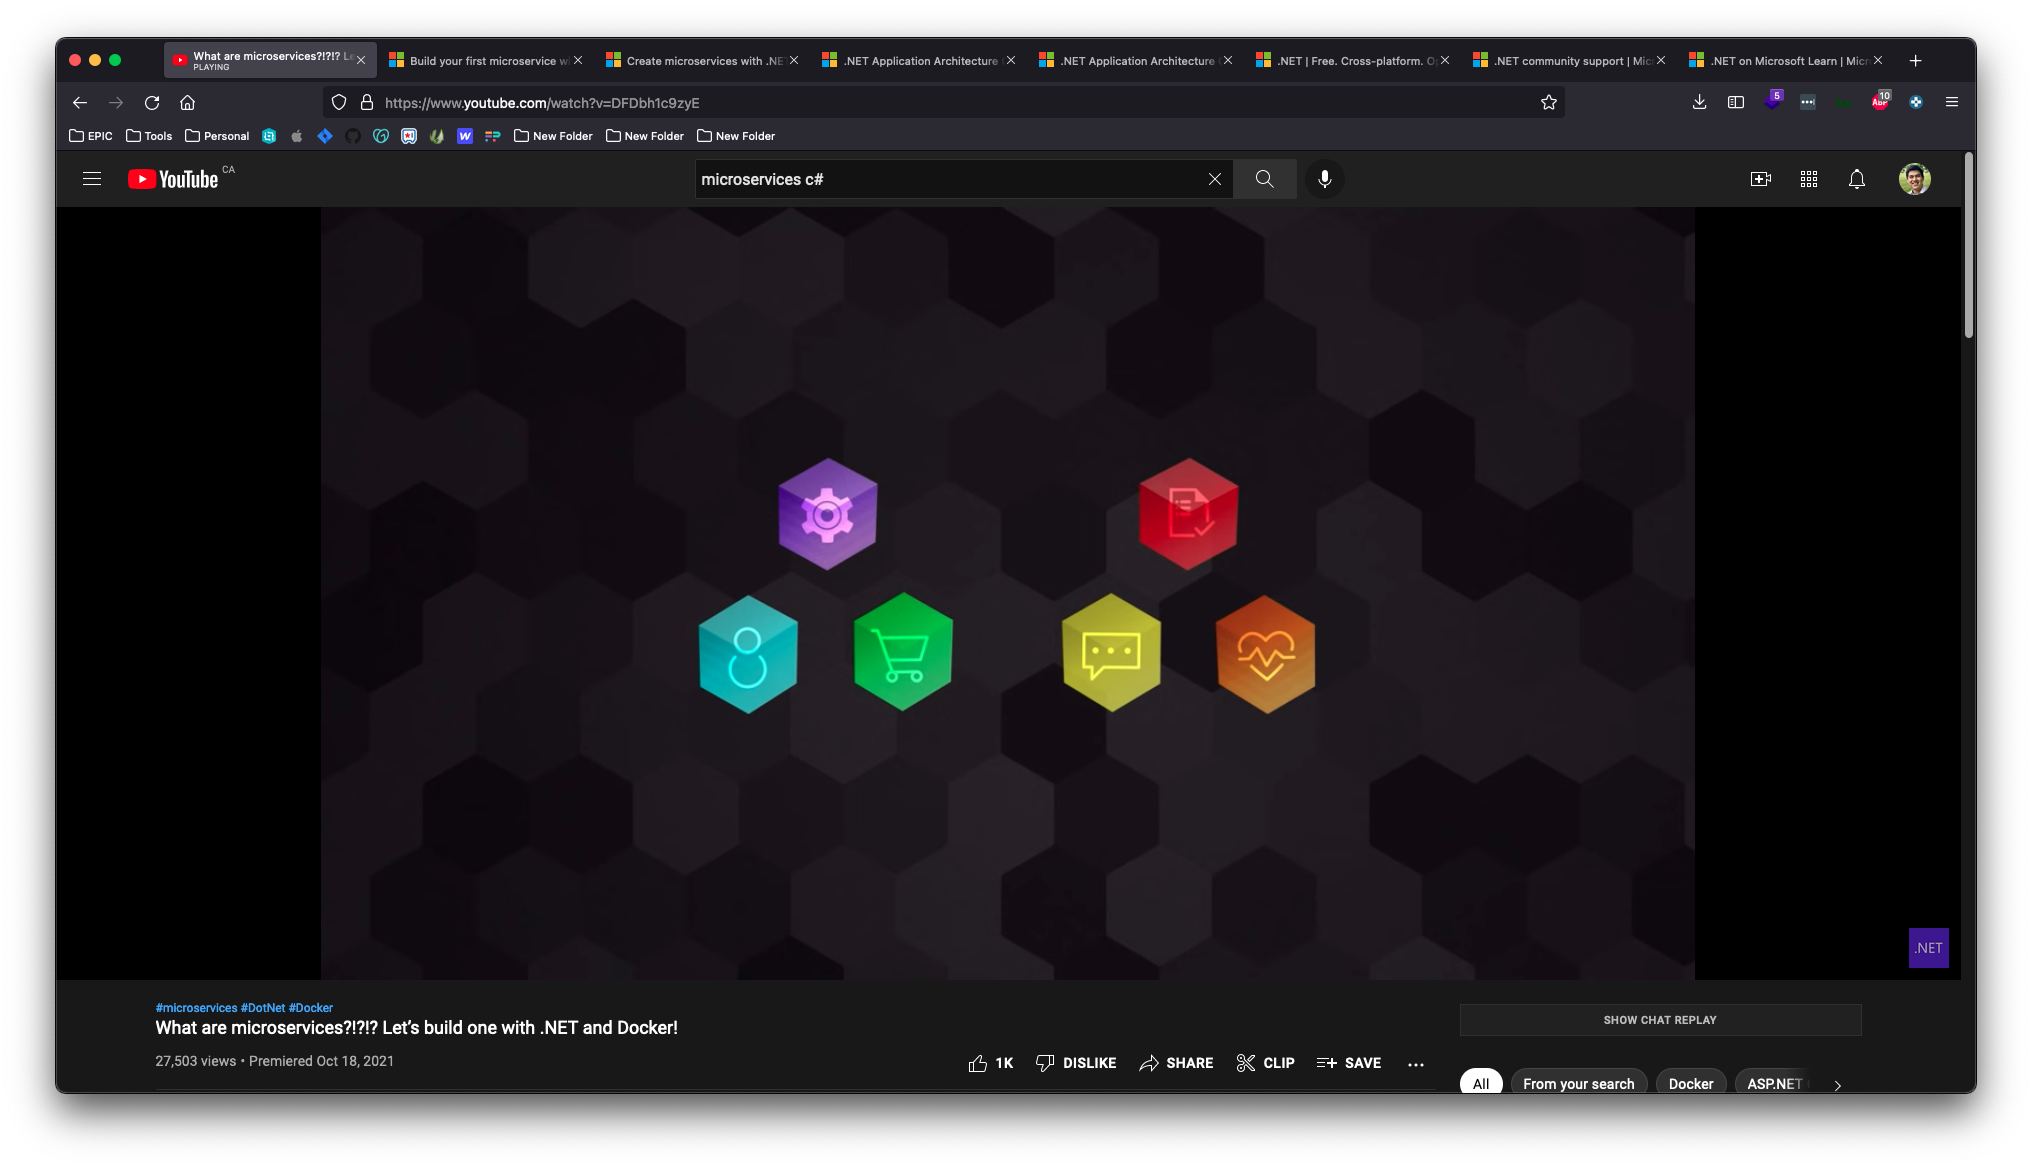 What are microservices?!?!? Le
PLAYING
Build your first microservice w
Create microservices with .NE
.NET Application Architecture
.NET Application Architecture
.NET | Free. Cross-platform. O
.NET community support | Mic
.NET on Microsoft Learn | Micr
https://www.youtube.com/watch?v=DFDbh1c9zyE
5
ABP
10
EPIC
Tools
Personal
W
New Folder
New Folder
New Folder
YouTube CA
microservices c#
.NET
#microservices #DotNet #Docker
What are microservices?!?!? Let's build one with .NET and Docker!
27,503 views • Premiered Oct 18, 2021
1K
DISLIKE
SHARE
CLIP
SAVE
SHOW CHAT REPLAY
All
From your search
Docker
ASP.NET